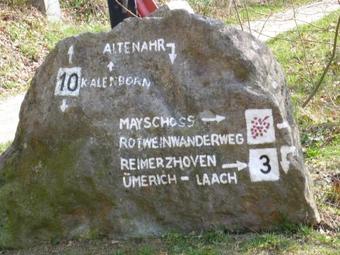 ALTENAHR
10 KALENBORN
MAYSCHOSS
ROTWEINWANDERWEG
REIMERZHOVEN 3
ÜMERICH - LAACH